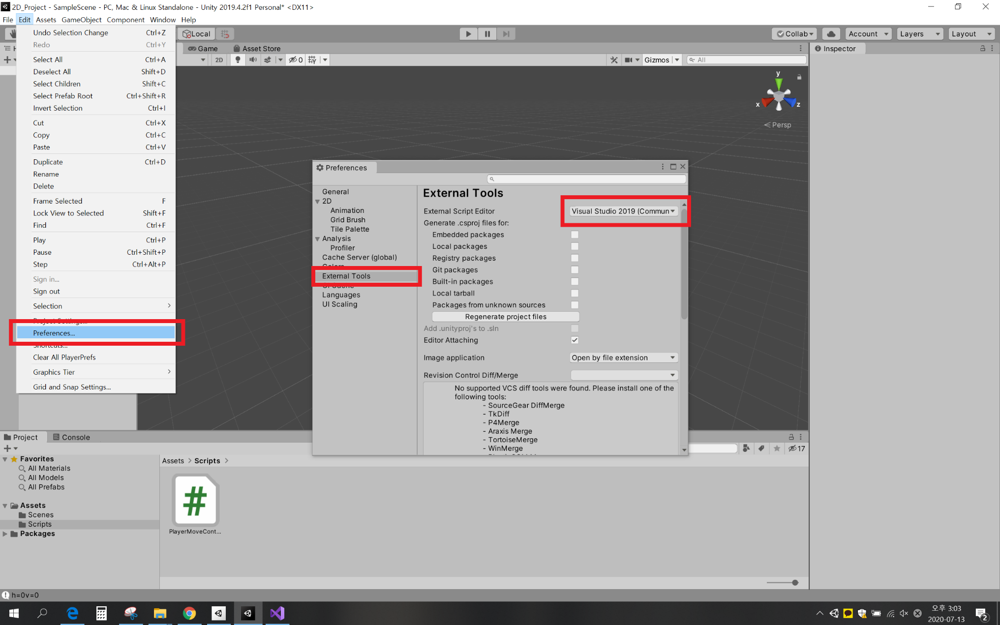 2D_Project - SampleScene - PC, Mac & Linux Standalone - Unity 2019.4.2f1 Personal* <DX11>
File Edit Assets GameObject Component Window Help
Undo Selection Change Ctrl+Z
Redo Ctrl+Y
Select All Ctrl+A
Deselect All Shift+D
Select Children Shift+C
Select Prefab Root Ctrl+Shift+R
Invert Selection Ctrl+I
Cut Ctrl+X
Copy Ctrl+C
Paste Ctrl+V
Duplicate Ctrl+D
Rename
Delete
Frame Selected F
Lock View to Selected Shift+F
Find Ctrl+F
Play Ctrl+P
Pause Ctrl+Shift+P
Step Ctrl+Alt+P
Sign in...
Sign out
Selection
Project Settings...
Preferences...
Shortcuts...
Clear All PlayerPrefs
Graphics Tier
Grid and Snap Settings...
Local
Collab Account Layers Layout
H
Game Asset Store
2D 0 Gizmos All
y
x z
Persp
Inspector
Preferences
General
2D
Animation
Grid Brush
Tile Palette
Analysis
Profiler
Cache Server (global)
Colors
External Tools
GI Cache
Languages
UI Scaling
External Tools
External Script Editor Visual Studio 2019 (Commun
Generate .csproj files for:
Embedded packages
Local packages
Registry packages
Git packages
Built-in packages
Local tarball
Packages from unknown sources
Regenerate project files
Add .unityproj's to .sln
Editor Attaching
Image application Open by file extension
Revision Control Diff/Merge
No supported VCS diff tools were found. Please install one of the
following tools:
- SourceGear DiffMerge
- TkDiff
- P4Merge
- Araxis Merge
- TortoiseMerge
- WinMerge
Project Console
17
Favorites
All Materials
All Models
All Prefabs
Assets
Scenes
Scripts
Packages
Assets > Scripts >
#
PlayerMoveCont...
h=0v=0
오후 3:03
2020-07-13
2